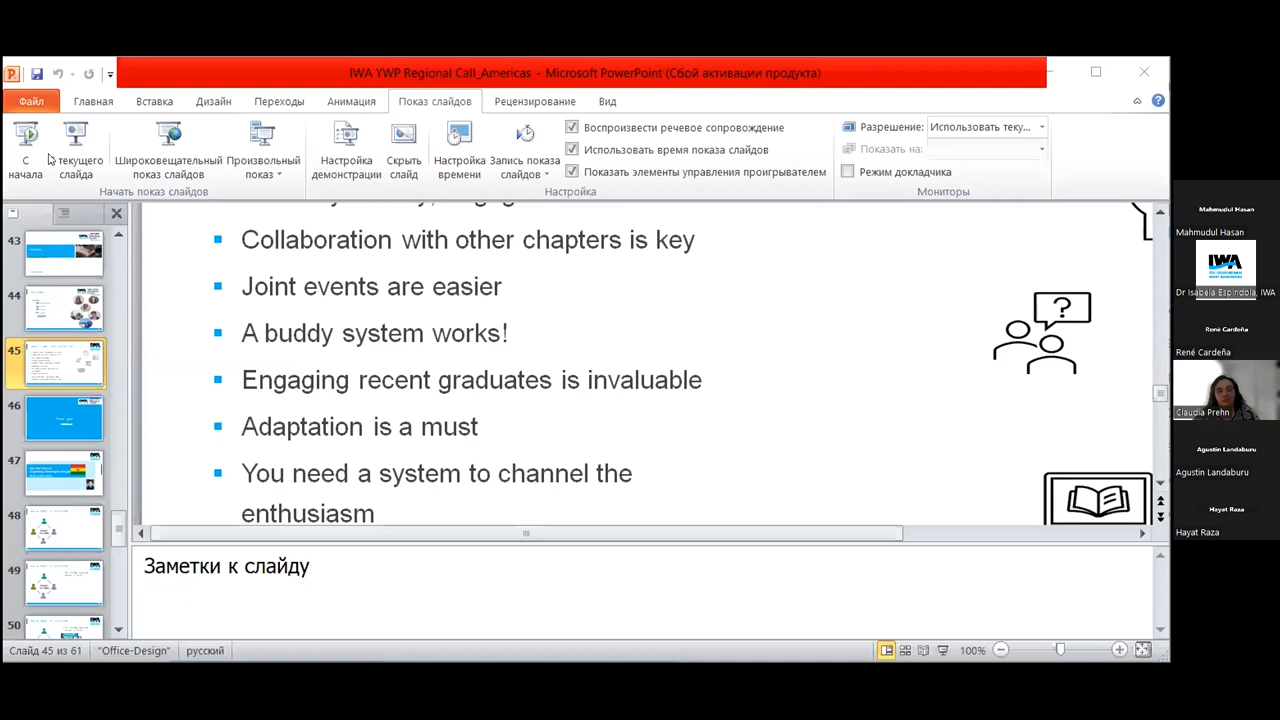 IWA YWP Regional Call_Americas - Microsoft PowerPoint (Сбой активации продукта)
Файл Главная Вставка Дизайн Переходы Анимация Показ слайдов Рецензирование Вид
С начала
текущего слайда
Широковещательный показ слайдов
Произвольный показ
Настройка демонстрации
Скрыть слайд
Настройка времени
Запись показа слайдов
Воспроизвести речевое сопровождение
Использовать время показа слайдов
Показать элементы управления проигрывателем
Разрешение: Использовать теку...
Показать на:
Режим докладчика
Начать показ слайдов
Настройка
Мониторы
43
44
45
46
47
48
49
50
Collaboration with other chapters is key
Joint events are easier
A buddy system works!
Engaging recent graduates is invaluable
Adaptation is a must
You need a system to channel the
enthusiasm
?
Заметки к слайду
Слайд 45 из 61 "Office-Design" русский 100%
Mahmudul Hasan
Mahmudul Hasan
IWA
Dr Isabela Espindola, IWA
René Cardeña
René Cardeña
Claudia Prehn
Agustin Landaburu
Agustin Landaburu
Hayat Raza
Hayat Raza